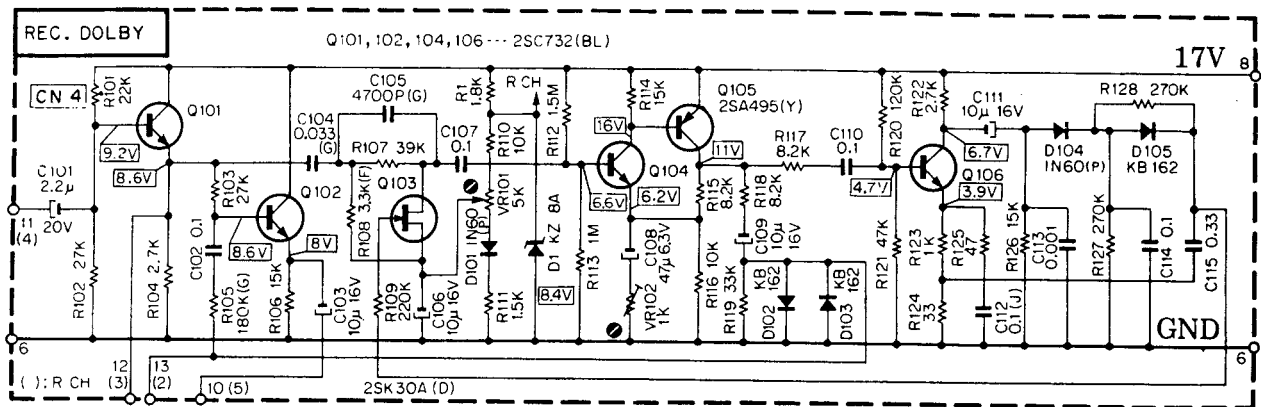 REC. DOLBY
Q101, 102, 104, 106 --- 2SC732(BL)
17V
8
CN 4
R101
22K
Q101
9.2V
8.6V
C101
2.2μ
20V
11
(4)
R102 27K
R104 2.7K
R103
27K
C102 0.1
R105
180K(G)
Q102
8.6V
8V
R106 15K
C103
10μ 16V
C104
0.033
(G)
C105
4700P(G)
R107 39K
R108 3.3K(F)
Q103
R109
220K
C106
10μ 16V
C107
0.1
R1
1.8K
R CH
R110
10K
VR101
5K
D101 IN60
(P)
R111
1.5K
D1 KZ 8A
8.4V
R112 1.5M
R113 1M
6.6V
R114
15K
16V
Q104
6.2V
C108
47μ 6.3V
VR102
1K
Q105
2SA495(Y)
11V
R115
8.2K
R116 10K
R118
8.2K
C109
10μ
16V
R119 33K
KB
162
D102
KB
162
D103
R117
8.2K
C110
0.1
R120 120K
4.7V
R121 47K
R122
2.7K
6.7V
Q106
3.9V
R123
1K
R124
33
R125
47
C112
0.1(J)
C111
10μ 16V
R126 15K
C113
0.001
D104
IN60(P)
R128 270K
D105
KB 162
R127 270K
C114 0.1
C115 0.33
GND
6
6
( ): R CH
12
(3)
13
(2)
10 (5)
2SK30A (D)